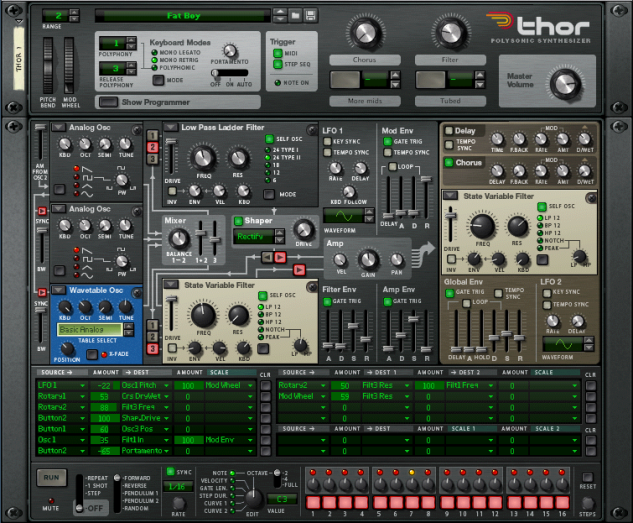 2
RANGE
Fat Boy
thor
POLYSONIC SYNTHESIZER
THOR 1
1
POLYPHONY
3
RELEASE
POLYPHONY
Keyboard Modes
MONO LEGATO
MONO RETRIG
POLYPHONIC
MODE
PORTAMENTO
OFF ON AUTO
Trigger
MIDI
STEP SEQ
NOTE ON
Chorus
Filter
More mids
Tubed
Master
Volume
PITCH
BEND
MOD
WHEEL
Show Programmer
Analog Osc
KBD OCT SEMI TUNE
PW
AM
FROM
OSC 2
SYNC
BW
Analog Osc
KBD OCT SEMI TUNE
PW
SYNC
BW
Wavetable Osc
KBD OCT SEMI TUNE
Basic Analog
TABLE SELECT
POSITION
X-FADE
1
2
3
Low Pass Ladder Filter
SELF OSC
24 TYPE I
24 TYPE II
18
12
6
DRIVE
FREQ RES
INV ENV VEL KBD
MODE
Mixer
BALANCE
1–2
1+2 3
Shaper
Rectify
DRIVE
1
2
3
State Variable Filter
SELF OSC
LP 12
BP 12
HP 12
NOTCH
PEAK
DRIVE
FREQ RES
INV ENV VEL KBD
LP HP
LFO 1
KEY SYNC
TEMPO SYNC
RATE DELAY
KBD FOLLOW
WAVEFORM
Mod Env
GATE TRIG
TEMPO SYNC
LOOP
DELAY A D R
Amp
VEL GAIN PAN
Filter Env
GATE TRIG
A D S R
Amp Env
GATE TRIG
A D S R
Delay
TEMPO
SYNC
MOD
TIME F.BACK RATE AMT D/WET
Chorus
MOD
DELAY F.BACK RATE AMT D/WET
State Variable Filter
SELF OSC
LP 12
BP 12
HP 12
NOTCH
PEAK
DRIVE
FREQ RES
INV ENV VEL KBD
LP HP
Global Env
GATE TRIG
TEMPO
SYNC
LOOP
DELAY A HOLD D S R
LFO 2
KEY SYNC
TEMPO SYNC
RATE DELAY
WAVEFORM
SOURCE AMOUNT DEST AMOUNT SCALE CLR
LFO 1 -22 Osc1 Pitch 100 Mod Wheel
Rotary1 53 Crs DryWet 0
Rotary2 88 Filt3 Freq 0
Button2 100 Shap.Drive 0
Button1 60 Osc3 Pos 0
Osc1 35 Filt1 In 100 Mod Env
Button2 -65 Portamento 0
SOURCE AMOUNT DEST 1 AMOUNT DEST 2 AMOUNT SCALE CLR
Rotary2 50 Filt3 Res 100 Filt1 Freq 0
Mod Wheel 59 Filt3 Res 0 0
0 0 0
0 0 0
SOURCE AMOUNT DEST AMOUNT SCALE 1 AMOUNT SCALE 2 CLR
0 0 0
0 0 0
RUN
MUTE
REPEAT
1 SHOT
STEP
OFF
FORWARD
REVERSE
PENDULUM 1
PENDULUM 2
RANDOM
SYNC
1/16
RATE
NOTE
VELOCITY
GATE LEN.
STEP DUR.
CURVE 1
CURVE 2
EDIT
OCTAVE
2
4
FULL
C3
VALUE
1 2 3 4 5 6 7 8 9 10 11 12 13 14 15 16
RESET
STEPS